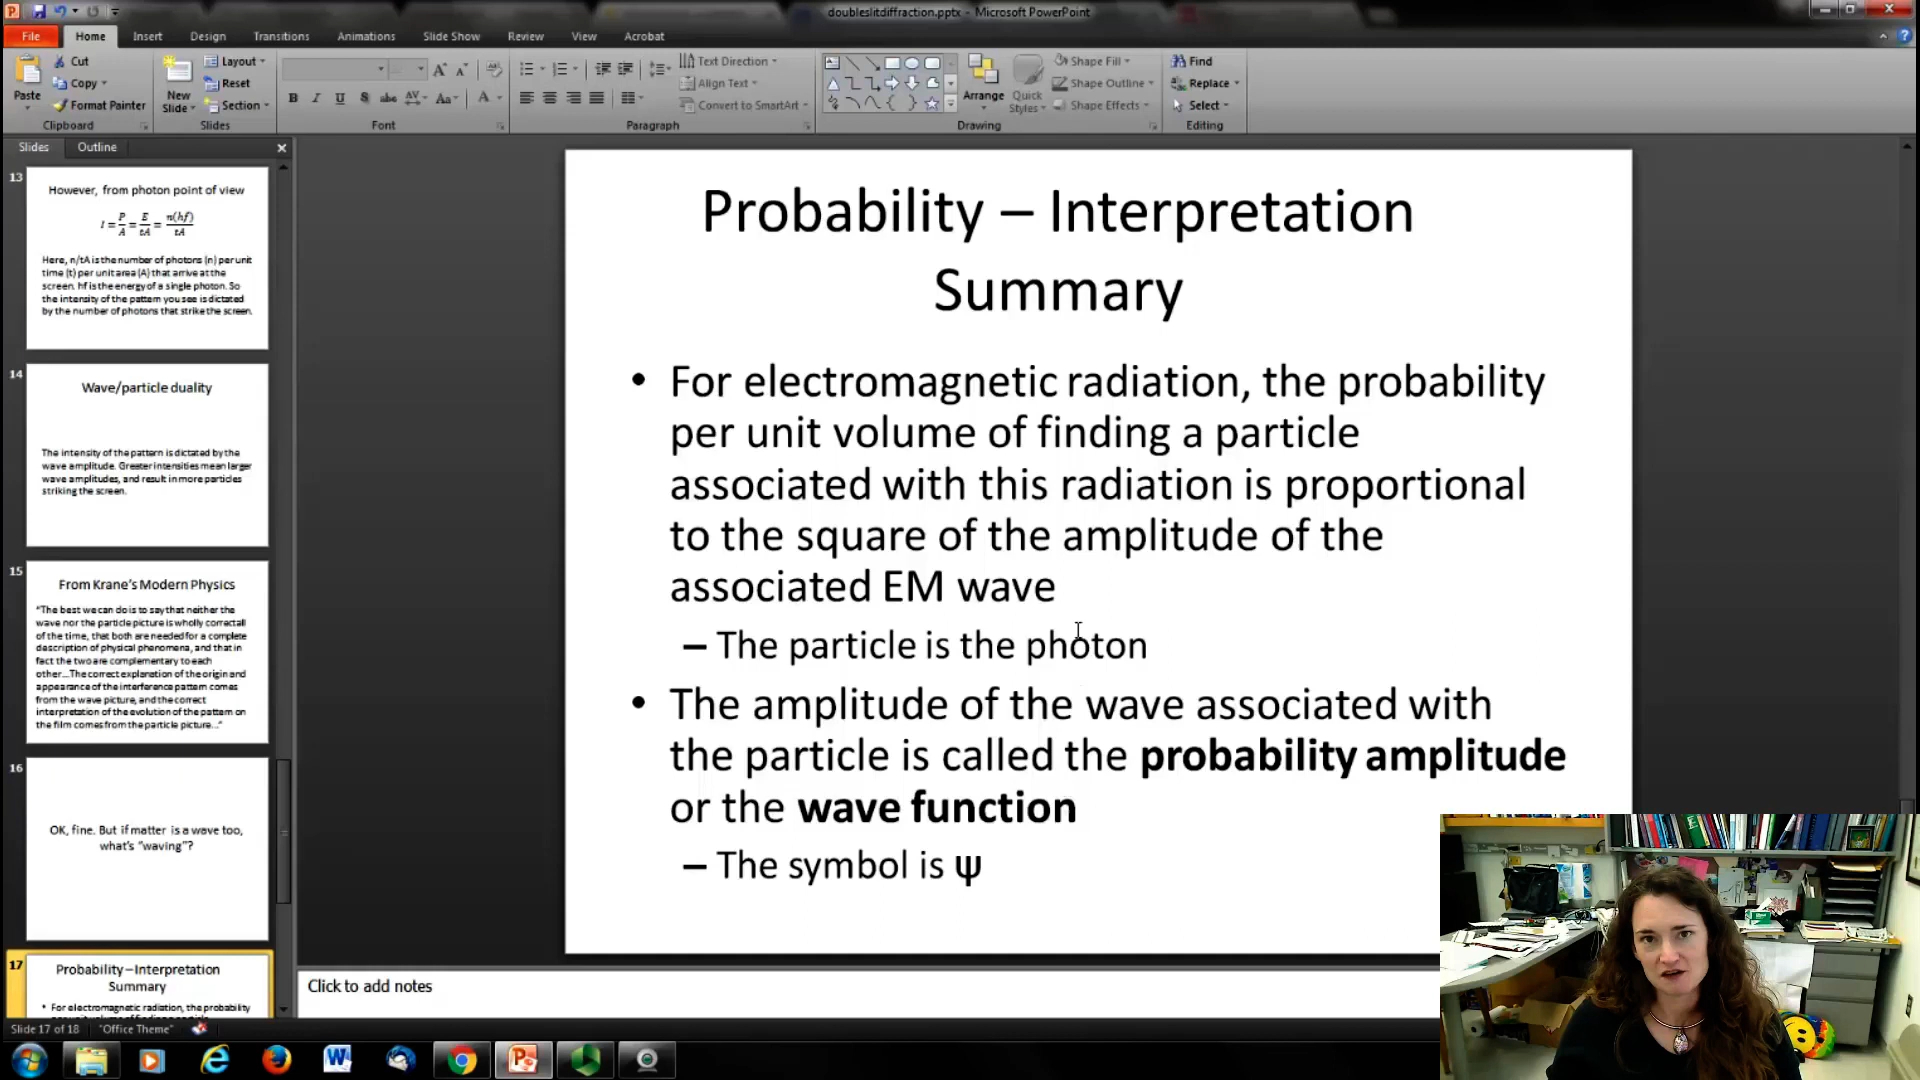 doubleslitdiffraction.pptx - Microsoft PowerPoint
File Home Insert Design Transitions Animations Slide Show Review View Acrobat
Paste
Cut
Copy
Format Painter
Clipboard
New
Slide
Layout
Reset
Section
Slides
Font
Text Direction
Align Text
Convert to SmartArt
Paragraph
Arrange
Quick
Styles
Shape Fill
Shape Outline
Shape Effects
Drawing
Find
Replace
Select
Editing
Slides Outline
13
However, from photon point of view
I = P/A = E/tA = n(hf)/tA
Here, n/tA is the number of photons (n) per unit
time (t) per unit area (A) that arrive at the
screen. hf is the energy of a single photon. So
the intensity of the pattern you see is dictated
by the number of photons that strike the screen.
14
Wave/particle duality
The intensity of the pattern is dictated by the
wave amplitude. Greater intensities mean larger
wave amplitudes, and result in more particles
striking the screen.
15
From Krane's Modern Physics
"The best we can do is to say that neither the
wave nor the particle picture is wholly correct all
of the time, that both are needed for a complete
description of physical phenomena, and that in
fact the two are complementary to each
other...The correct explanation of the origin and
appearance of the interference pattern comes
from the wave picture, and the correct
interpretation of the evolution of the pattern on
the film comes from the particle picture..."
16
OK, fine. But if matter is a wave too,
what's "waving"?
17
Probability – Interpretation
Summary
• For electromagnetic radiation, the probability
Probability – Interpretation
Summary
• For electromagnetic radiation, the probability
per unit volume of finding a particle
associated with this radiation is proportional
to the square of the amplitude of the
associated EM wave
– The particle is the photon
• The amplitude of the wave associated with
the particle is called the probability amplitude
or the wave function
– The symbol is ψ
Click to add notes
Slide 17 of 18 "Office Theme"